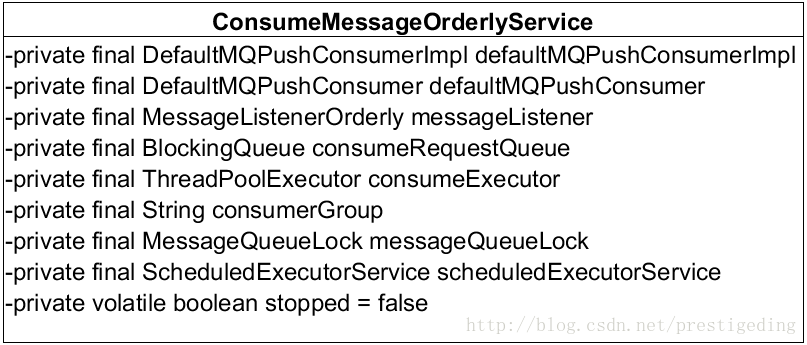 ConsumeMessageOrderlyService
-private final DefaultMQPushConsumerImpl defaultMQPushConsumerImpl
-private final DefaultMQPushConsumer defaultMQPushConsumer
-private final MessageListenerOrderly messageListener
-private final BlockingQueue consumeRequestQueue
-private final ThreadPoolExecutor consumeExecutor
-private final String consumerGroup
-private final MessageQueueLock messageQueueLock
-private final ScheduledExecutorService scheduledExecutorService
-private volatile boolean stopped = false
http://blog.csdn.net/prestigeding